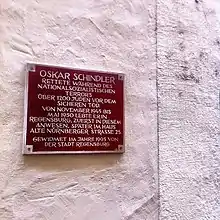 OSKAR SCHINDLER
RETTETE WÄHREND DES
NATIONALSOZIALISTISCHEN
TERRORS
ÜBER 1200 JUDEN VOR DEM
SICHEREN TOD.
VON NOVEMBER 1945 BIS
MAI 1950 LEBTE ER IN
REGENSBURG, ZUERST IN DIESEM
ANWESEN, SPÄTER IM HAUS
ALTE NÜRNBERGER STRASSE 25
GEWIDMET IM JAHRE 1995 VON
DER STADT REGENSBURG